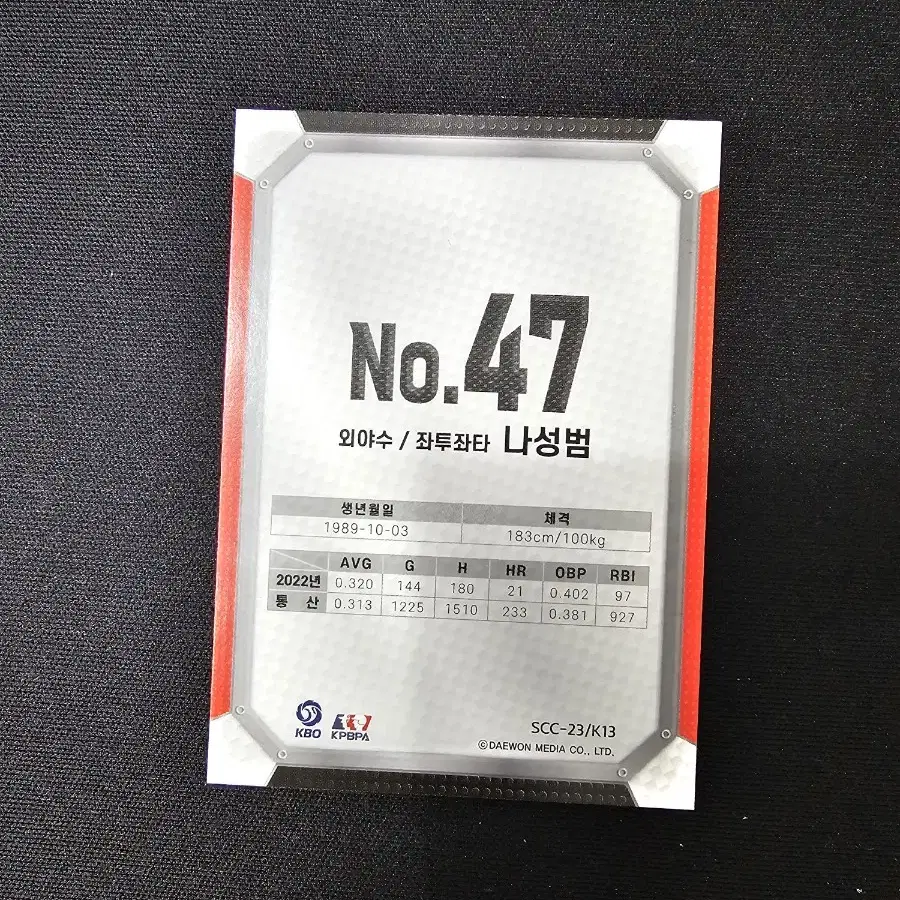 No.47
외야수 / 좌투좌타 나성범
생년월일 체격
1989-10-03 183cm/100kg
AVG G H HR OBP RBI
2022년 0.320 144 180 21 0.402 97
통 산 0.313 1225 1510 233 0.381 927
KBO KPBPA SCC-23/K13
©DAEWON MEDIA CO., LTD.